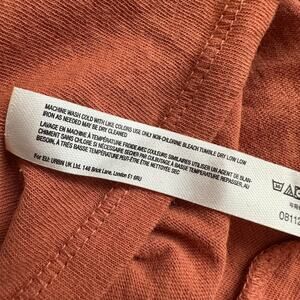 MACHINE WASH COLD WITH LIKE COLORS USE ONLY NON-CHLORINE BLEACH TUMBLE DRY LOW LOW
IRON AS NEEDED MAY BE DRY CLEANED
LAVAGE EN MACHINE À TEMPÉRATURE FROIDE AVEC COULEURS SIMILAIRES UTILISER UN AGENT DE BLAN-
CHIMENT SANS CHLORE SI NÉCESSAIRE SÉCHER PAR CULBUTAGE À BASSE TEMPÉRATURE REPASSER, AU
BESOIN, À TRÈS BASSE TEMPÉRATURE PEUT-ÊTRE NETTOYÉE SEC
For EU: URBN UK Ltd. 148 Brick Lane, London E1 6RU
08112